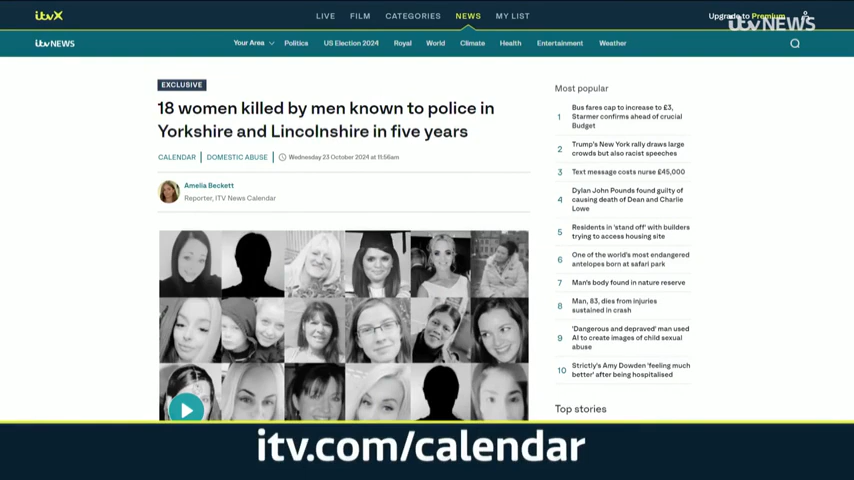 itvX
LIVE FILM CATEGORIES NEWS MY LIST
Upgrade to Premium
itv NEWS
itv NEWS
Your Area Politics US Election 2024 Royal World Climate Health Entertainment Weather
EXCLUSIVE
18 women killed by men known to police in
Yorkshire and Lincolnshire in five years
CALENDAR DOMESTIC ABUSE Wednesday 23 October 2024 at 11:56am
Amelia Beckett
Reporter, ITV News Calendar
Most popular
1 Bus fares cap to increase to £3,
Starmer confirms ahead of crucial
Budget
2 Trump's New York rally draws large
crowds but also racist speeches
3 Text message costs nurse £45,000
4 Dylan John Pounds found guilty of
causing death of Dean and Charlie
Lowe
5 Residents in 'stand off' with builders
trying to access housing site
6 One of the world's most endangered
antelopes born at safari park
7 Man's body found in nature reserve
8 Man, 83, dies from injuries
sustained in crash
9 'Dangerous and depraved' man used
AI to create images of child sexual
abuse
10 Strictly's Amy Dowden 'feeling much
better' after being hospitalised
Top stories
itv.com/calendar